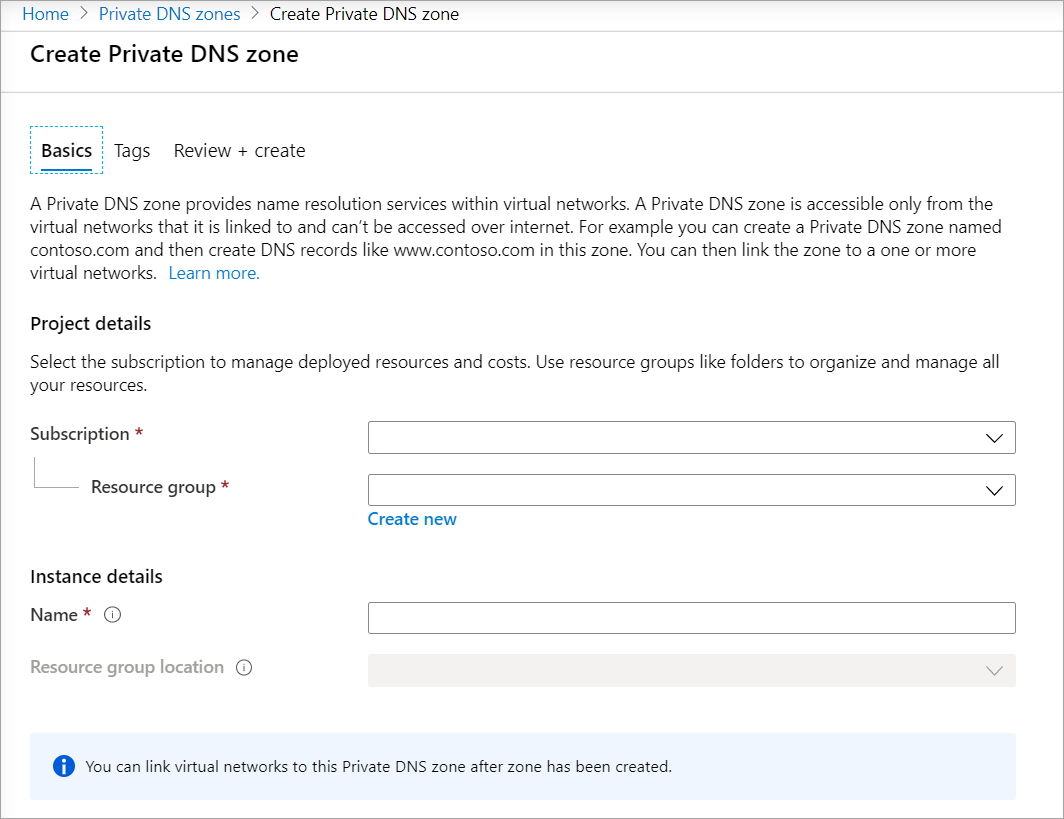 Home > Private DNS zones > Create Private DNS zone
Create Private DNS zone
Basics Tags Review + create
A Private DNS zone provides name resolution services within virtual networks. A Private DNS zone is accessible only from the
virtual networks that it is linked to and can't be accessed over internet. For example you can create a Private DNS zone named
contoso.com and then create DNS records like www.contoso.com in this zone. You can then link the zone to a one or more
virtual networks. Learn more.
Project details
Select the subscription to manage deployed resources and costs. Use resource groups like folders to organize and manage all
your resources.
Subscription *
Resource group *
Create new
Instance details
Name *
Resource group location
You can link virtual networks to this Private DNS zone after zone has been created.